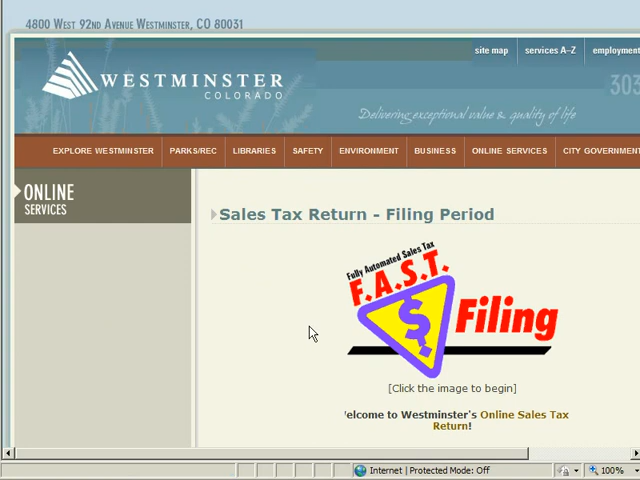 4800 West 92nd Avenue Westminster, CO 80031
site map
services A–Z
employment
303
WESTMINSTER
COLORADO
Delivering exceptional value & quality of life
EXPLORE WESTMINSTER
PARKS/REC
LIBRARIES
SAFETY
ENVIRONMENT
BUSINESS
ONLINE SERVICES
CITY GOVERNMENT
ONLINE
SERVICES
Sales Tax Return - Filing Period
Fully Automated Sales Tax
F.A.S.T.
$
Filing
[Click the image to begin]
elcome to Westminster's Online Sales Tax
Return!
Internet | Protected Mode: Off
100%